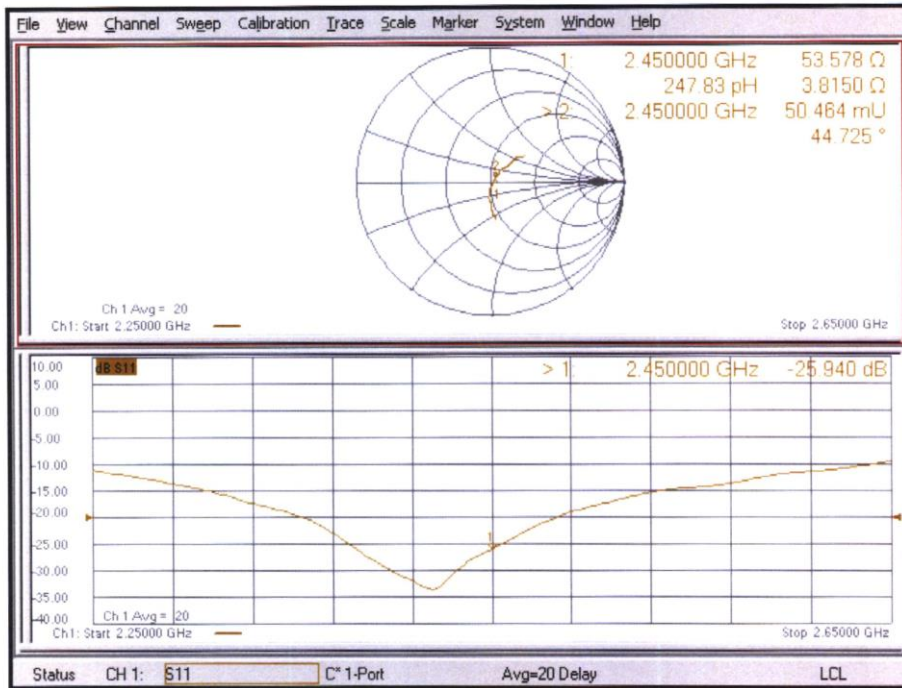 File View Channel Sweep Calibration Trace Scale Marker System Window Help
1: 2.450000 GHz 53.578 Ω
247.83 pH 3.8150 Ω
> 2: 2.450000 GHz 50.464 mU
44.725 °
Ch 1 Avg = 20
Ch1: Start 2.25000 GHz Stop 2.65000 GHz
10.00 dB S11 > 1: 2.450000 GHz -25.940 dB
5.00
0.00
-5.00
-10.00
-15.00
-20.00
-25.00
-30.00
-35.00
-40.00 Ch 1 Avg = 20
Ch1: Start 2.25000 GHz Stop 2.65000 GHz
Status CH 1: S11 C* 1-Port Avg=20 Delay LCL